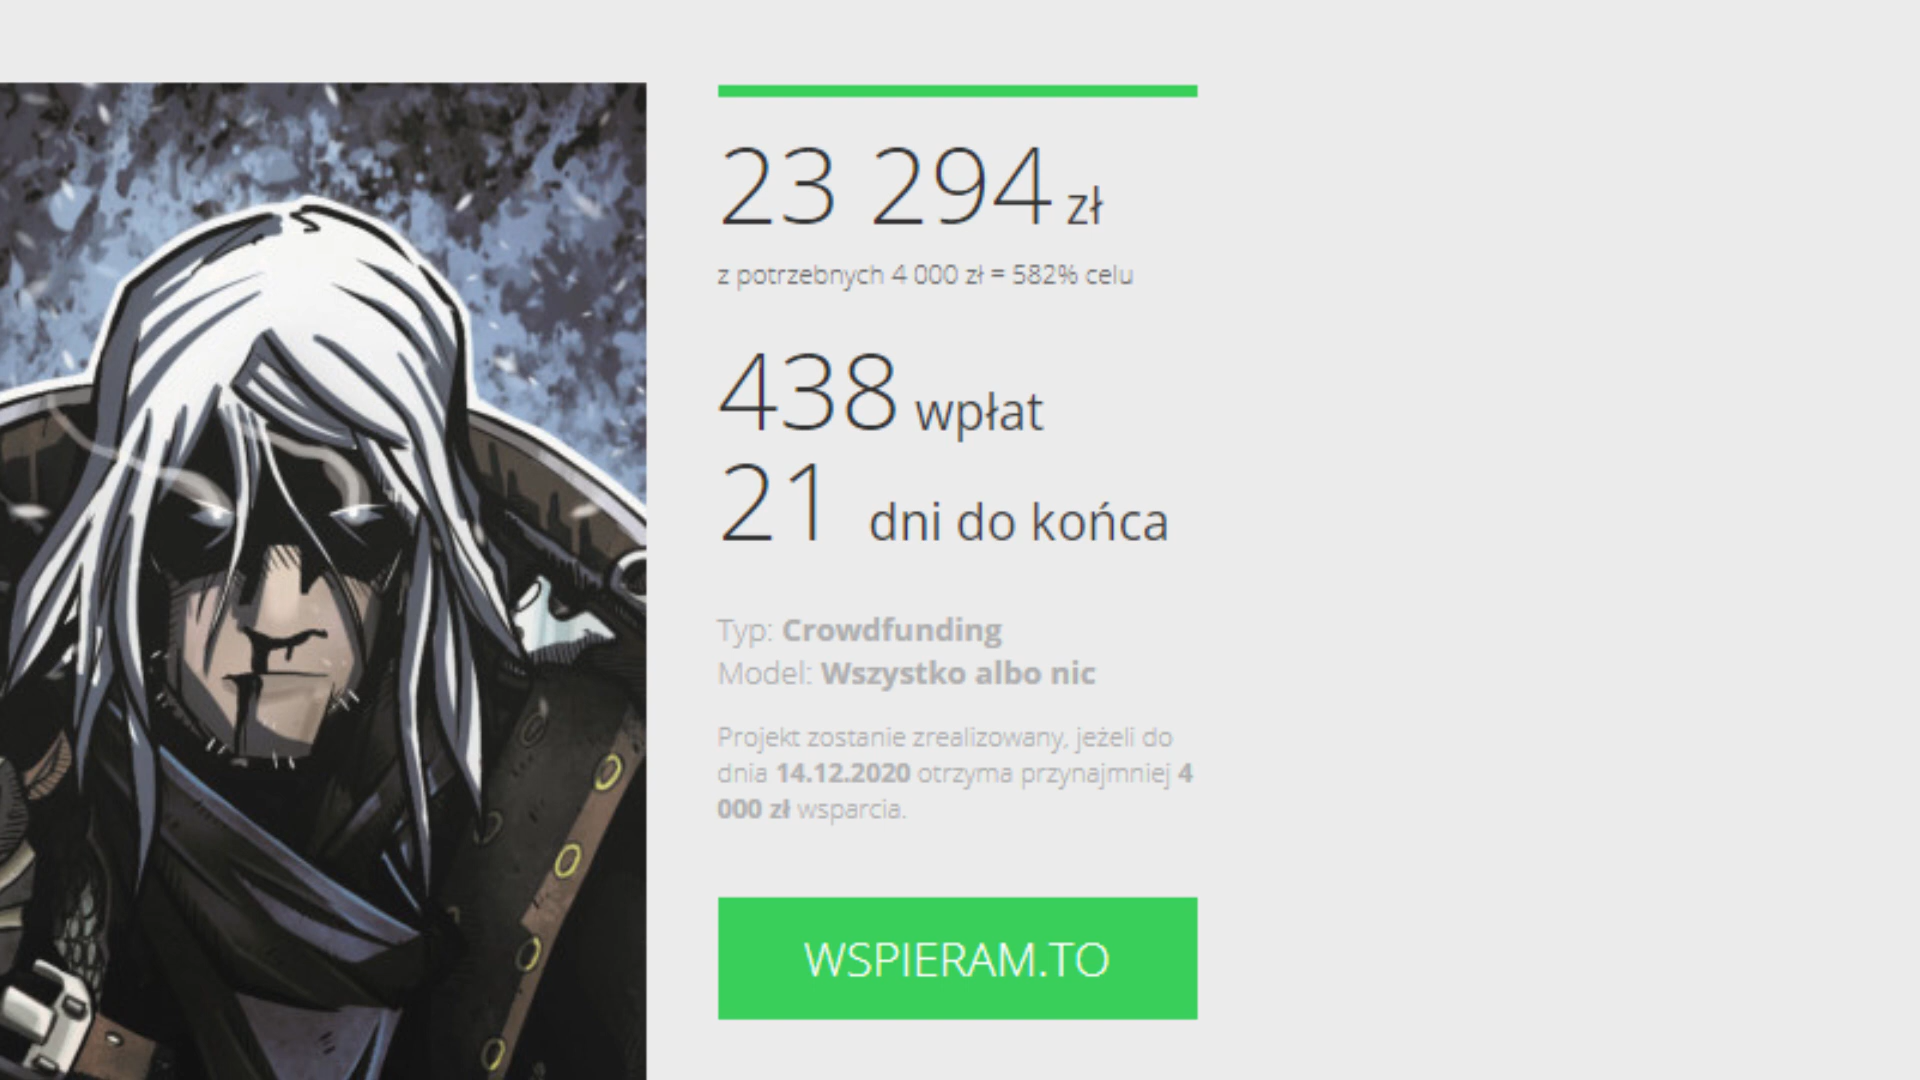 23 294 zł
z potrzebnych 4 000 zł = 582% celu
438 wpłat
21 dni do końca
Typ: Crowdfunding
Model: Wszystko albo nic
Projekt zostanie zrealizowany, jeżeli do
dnia 14.12.2020 otrzyma przynajmniej 4
000 zł wsparcia.
WSPIERAM.TO